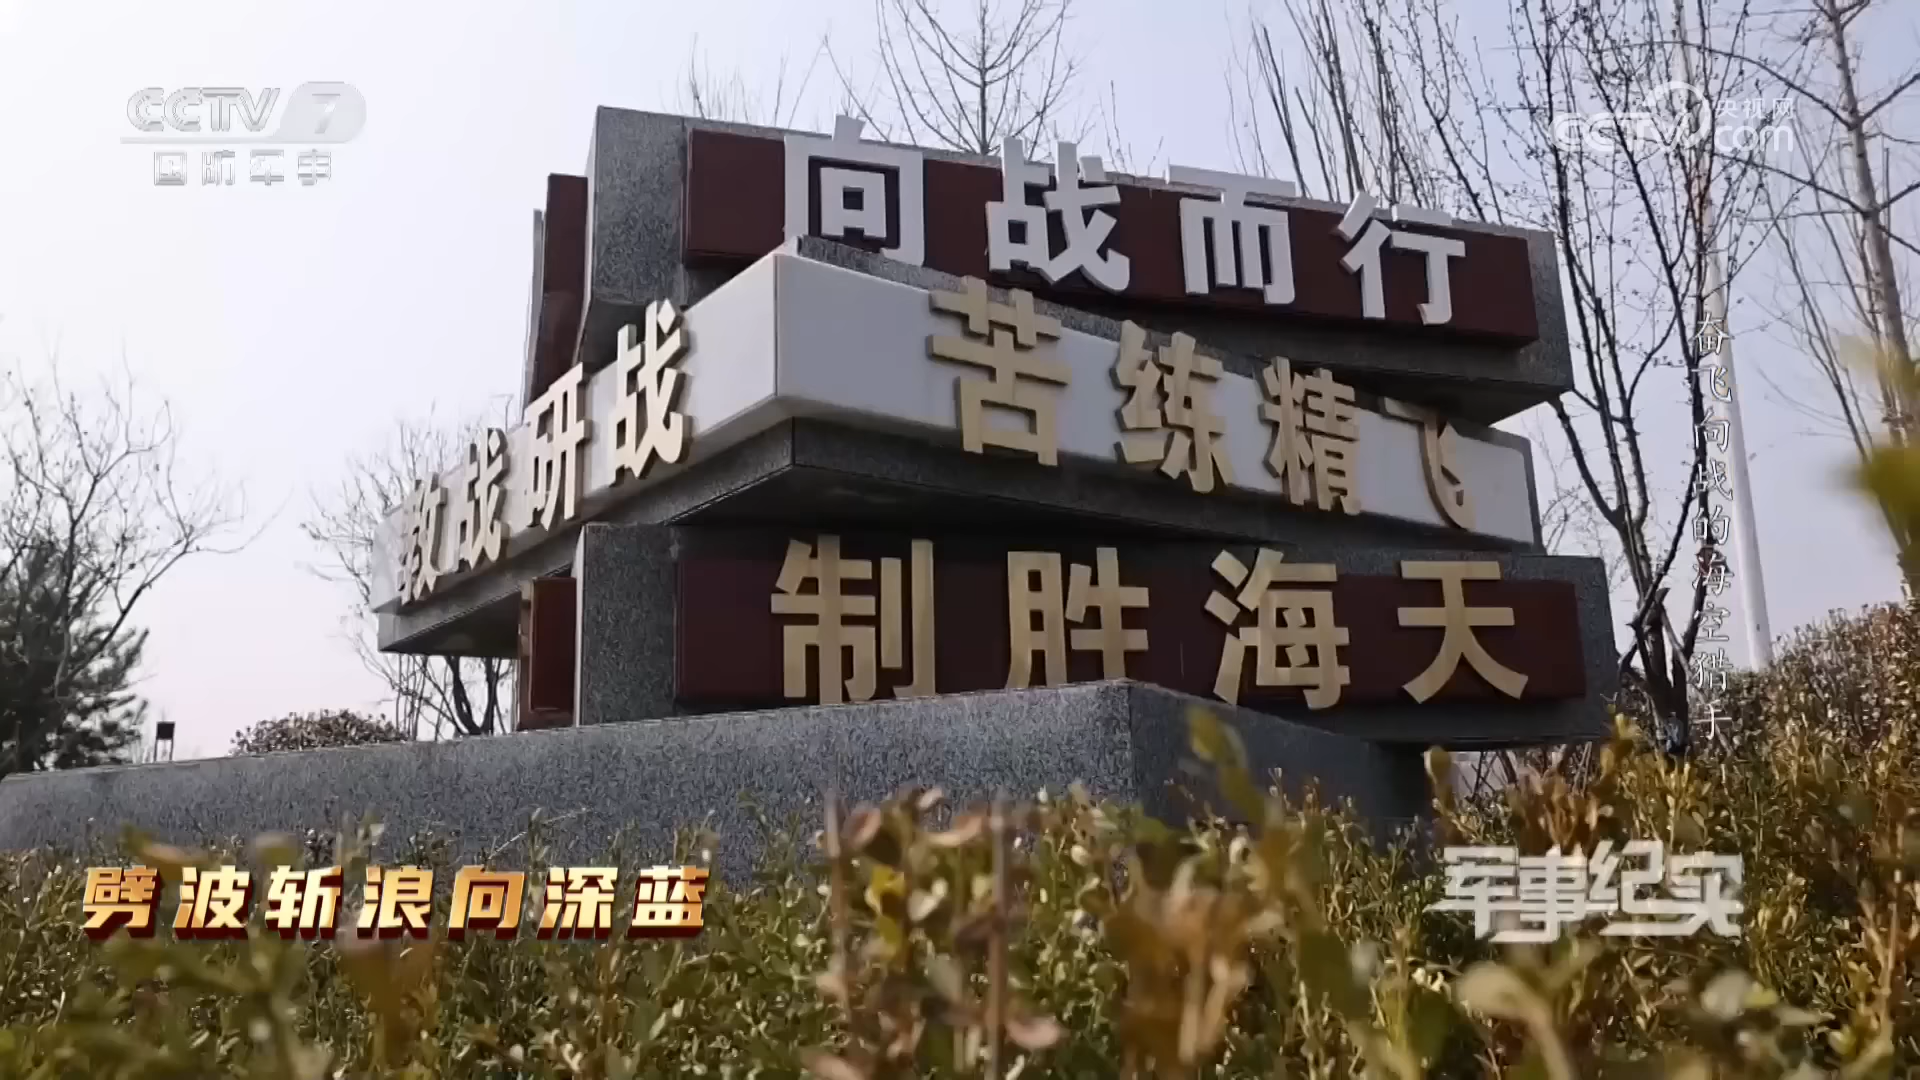 CCTV 7
国防军事
央视网
CCTV.com
向战而行
苦练精飞
教战研战
制胜海天
奋飞向战的海空猎手
劈波斩浪向深蓝
军事纪实